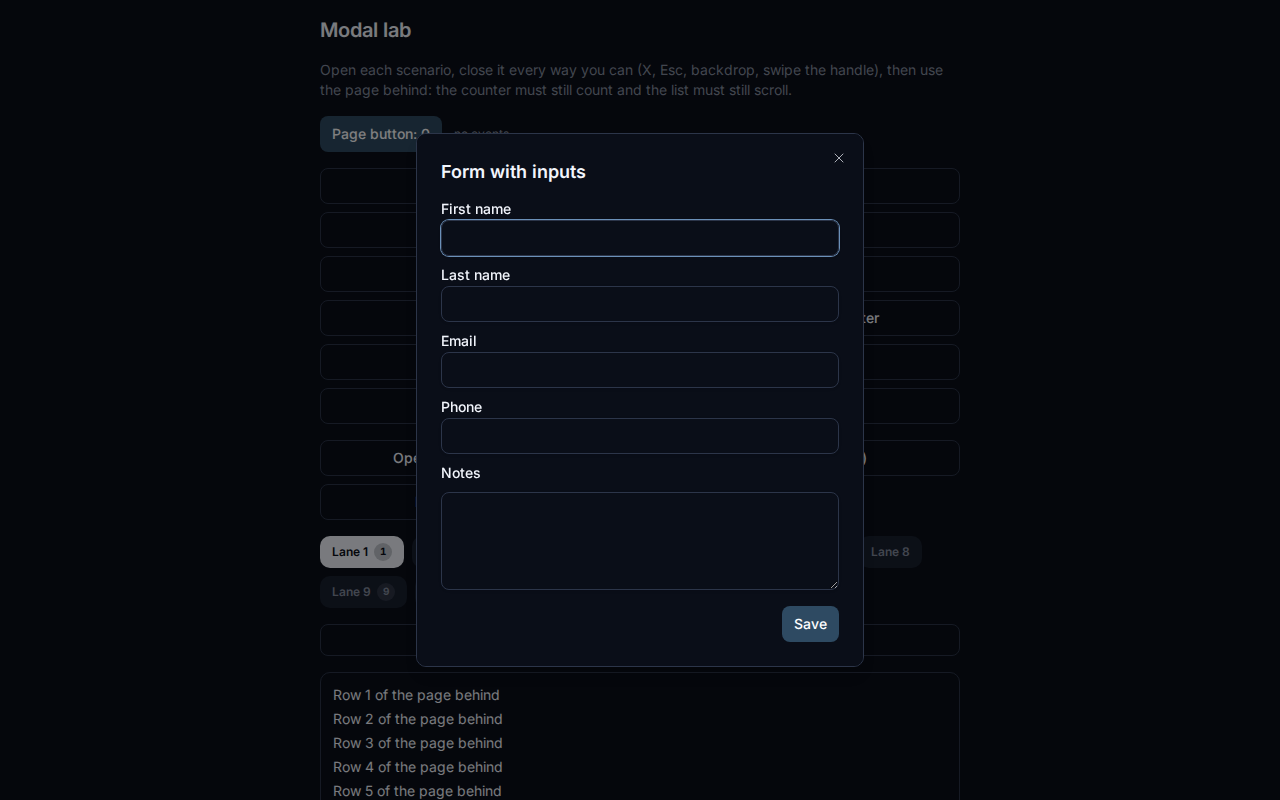 Modal lab
Open each scenario, close it every way you can (X, Esc, backdrop, swipe the handle), then use
the page behind: the counter must still count and the list must still scroll.
Page button: 0
Form with inputs
First name
Last name
Email
Phone
Notes
Save
Lane 1 1
Lane 8
Lane 9 9
Row 1 of the page behind
Row 2 of the page behind
Row 3 of the page behind
Row 4 of the page behind
Row 5 of the page behind